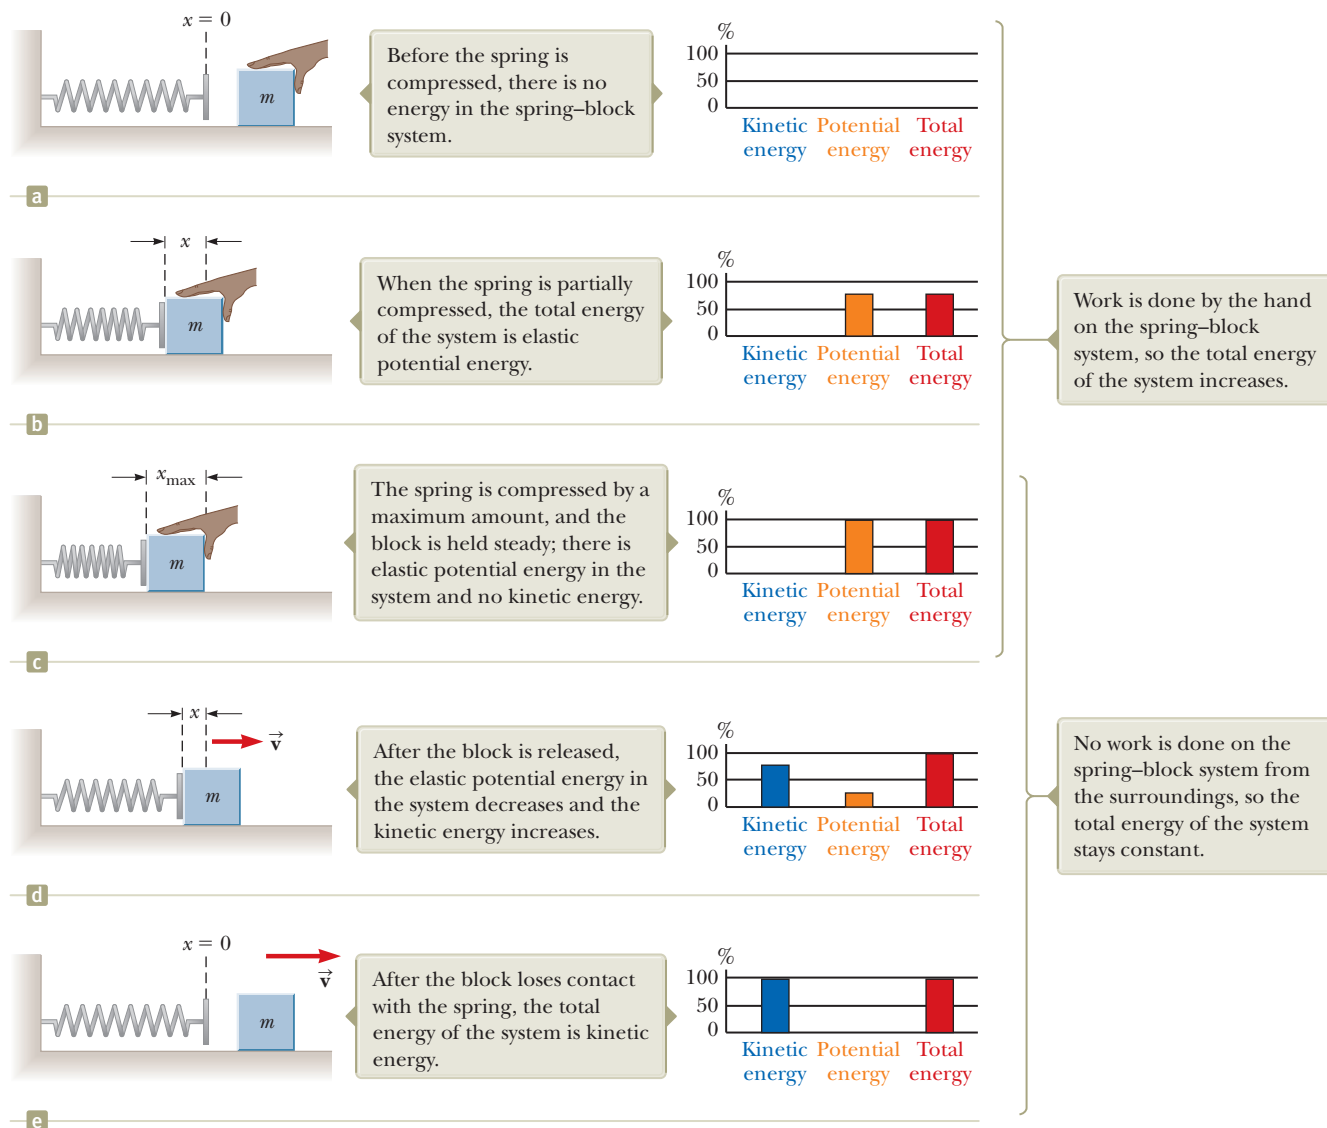 x = 0
m
Before the spring is
compressed, there is no
energy in the spring–block
system.
%
100
50
0
Kinetic Potential Total
energy energy energy
a
x
m
When the spring is partially
compressed, the total
energy of the system is elastic
potential energy.
%
100
50
0
Kinetic Potential Total
energy energy energy
Work is done by the hand
on the spring–block
system, so the total energy
of the system increases.
b
xmax
m
The spring is compressed by a
maximum amount, and the
block is held steady; there is
elastic potential energy in the
system and no kinetic energy.
%
100
50
0
Kinetic Potential Total
energy energy energy
c
x
v⃗
m
After the block is released,
the elastic potential energy in
the system decreases and the
kinetic energy increases.
%
100
50
0
Kinetic Potential Total
energy energy energy
No work is done on the
spring–block system from
the surroundings, so the
total energy of the system
stays constant.
d
x = 0
v⃗
m
After the block loses contact
with the spring, the total
energy of the system is kinetic
energy.
%
100
50
0
Kinetic Potential Total
energy energy energy
e